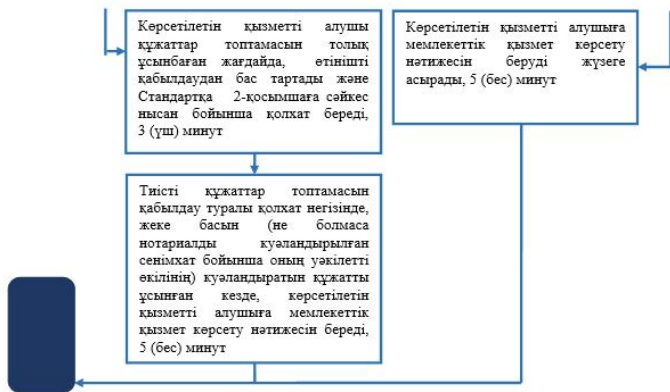 Көрсетілетін қызметті алушы
құжаттар топтамасын толық
ұсынбаған жағдайда, өтінішті
қабылдаудан бас тартады және
Стандартқа 2-қосымшаға сәйкес
нысан бойынша қолхат береді,
3 (үш) минут
Көрсетілетін қызметті алушыға
мемлекеттік қызмет көрсету
нәтижесін беруді жүзеге
асырады, 5 (бес) минут
Тиісті құжаттар топтамасын
қабылдау туралы қолхат негізінде,
жеке басын (не болмаса
нотариалды куәландырылған
сенімхат бойынша оның уәкілетті
өкілінің) куәландыратын құжатты
ұсынған кезде, көрсетілетін
қызметті алушыға мемлекеттік
қызмет көрсету нәтижесін береді,
5 (бес) минут